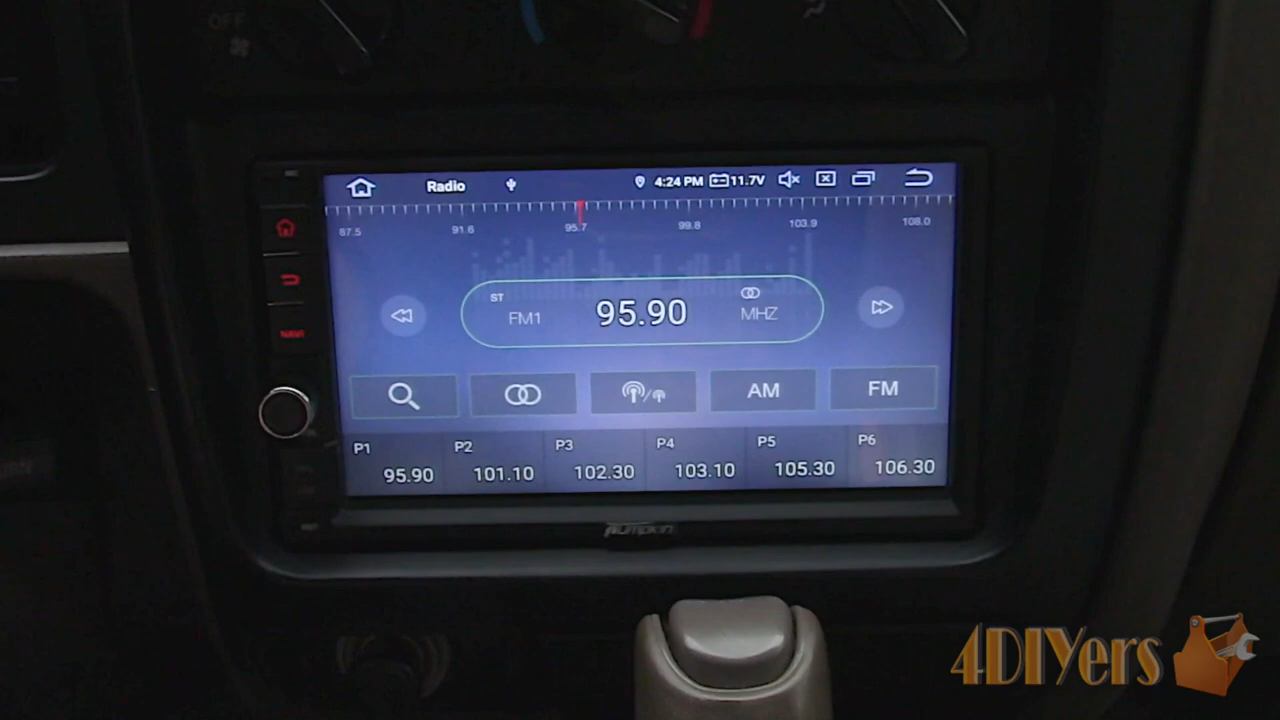 OFF
Radio 4:24 PM 11.7V
87.5 91.6 95.7 99.8 103.9 108.0
ST
FM1 95.90 MHZ
NAVI
AM FM
P1 P2 P3 P4 P5 P6
95.90 101.10 102.30 103.10 105.30 106.30
Pumpkin
4DIYers